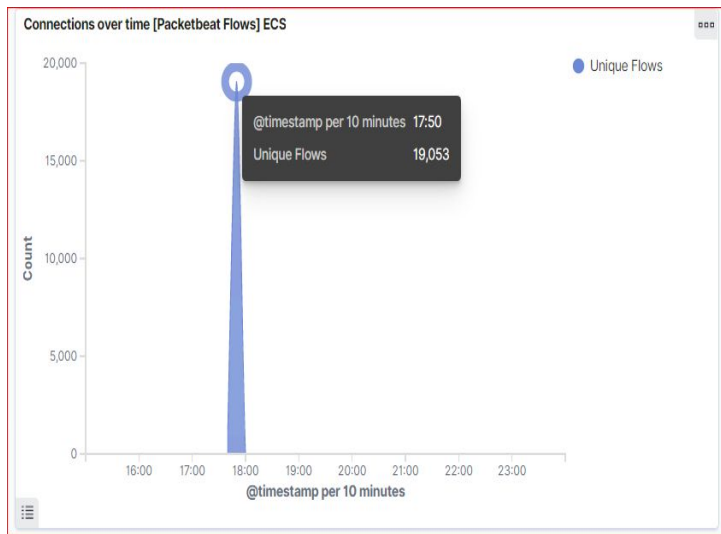 Connections over time [Packetbeat Flows] ECS
20,000
Unique Flows
@timestamp per 10 minutes 17:50
Unique Flows 19,053
15,000
10,000
5,000
0
Count
16:00 17:00 18:00 19:00 20:00 21:00 22:00 23:00
@timestamp per 10 minutes